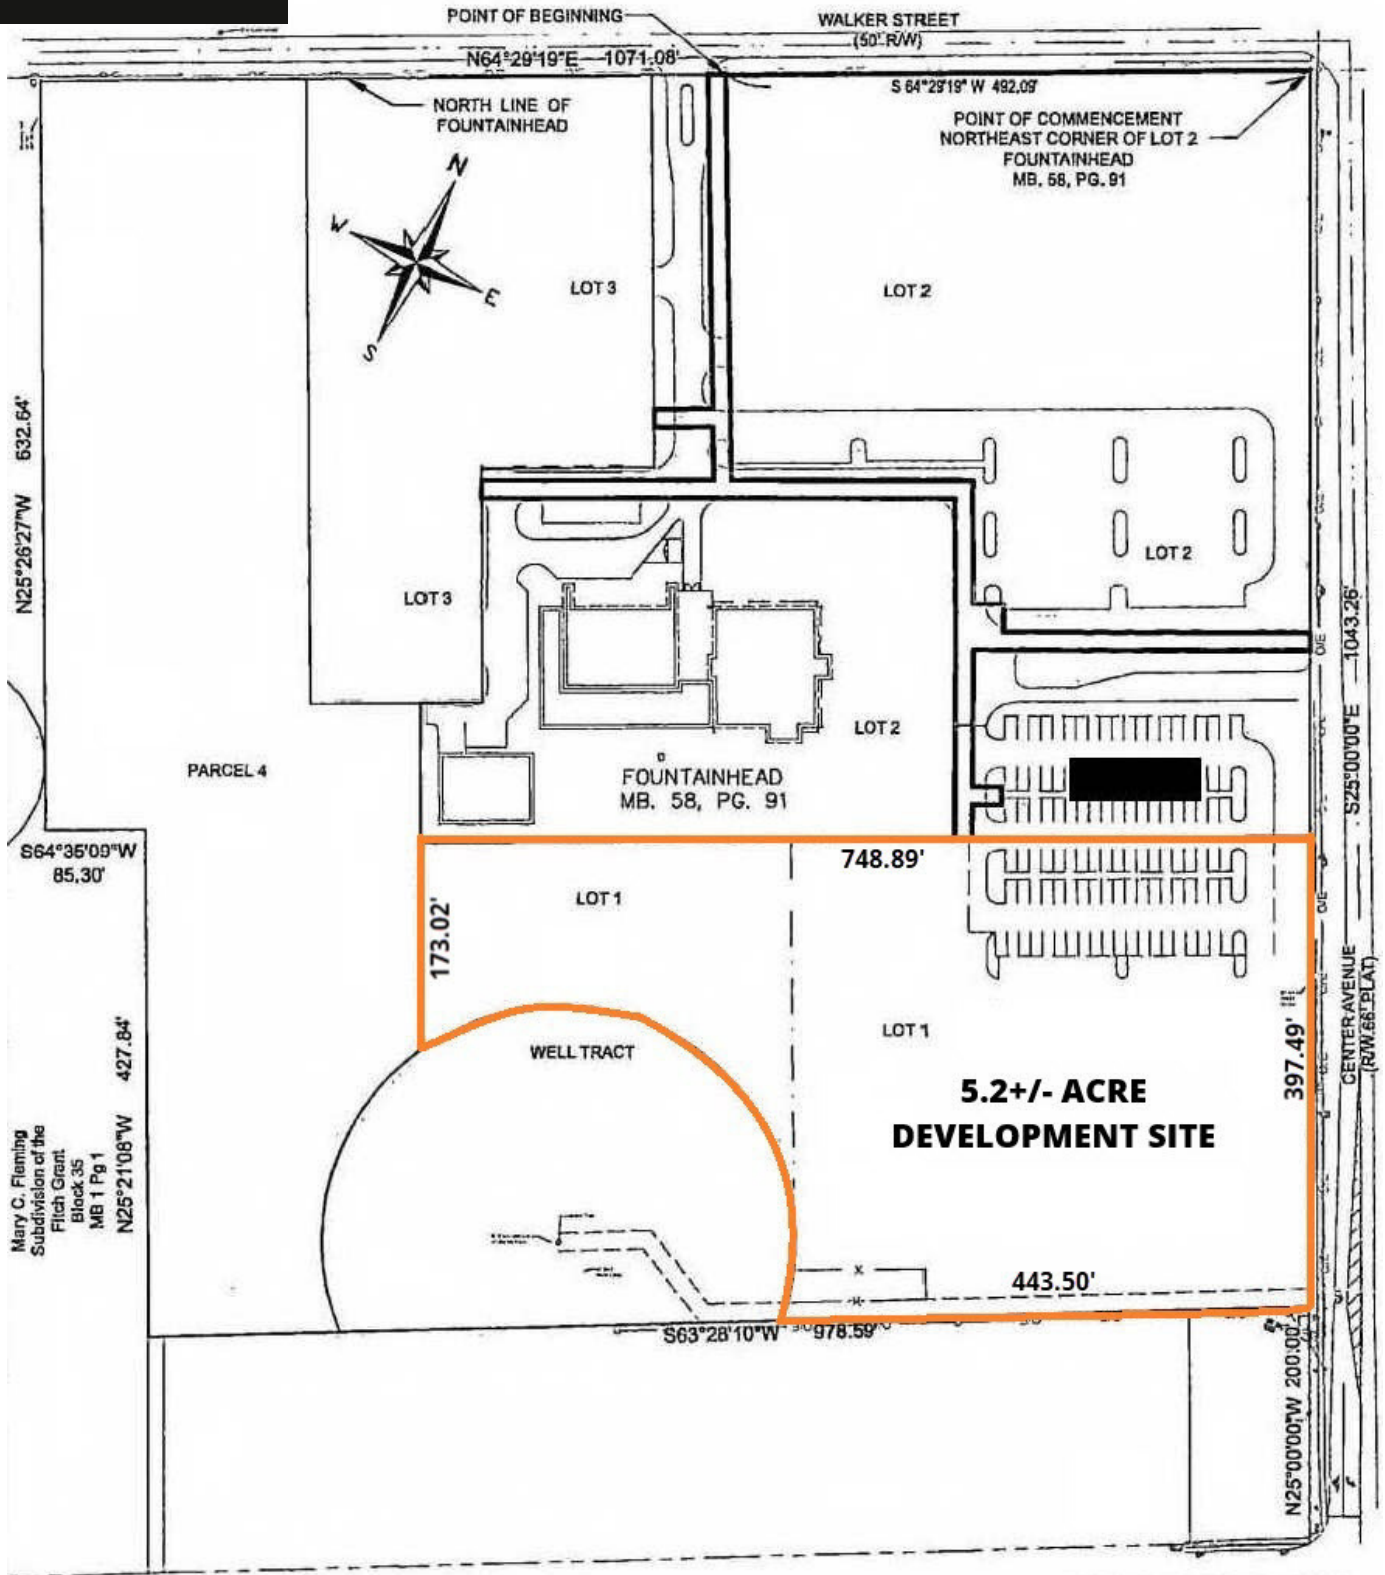 POINT OF BEGINNING
WALKER STREET
(50' R/W)
N64°29'19"E 1071.08'
S 64°29'19" W 492.09'
NORTH LINE OF
FOUNTAINHEAD
POINT OF COMMENCEMENT
NORTHEAST CORNER OF LOT 2
FOUNTAINHEAD
MB. 58, PG. 91
N
W
E
S
LOT 3
LOT 2
N25°26'27"W 632.64'
LOT 2
LOT 3
S25°00'00"E 1043.26'
LOT 2
PARCEL 4
FOUNTAINHEAD
MB. 58, PG. 91
S64°35'09"W
85.30'
748.89'
LOT 1
173.02'
CENTER AVENUE
(R/W 66' PLAT)
LOT 1
397.49'
WELL TRACT
5.2+/- ACRE
DEVELOPMENT SITE
Mary C. Fleming
Subdivision of the
Fitch Grant
Block 35
MB 1 Pg 1
N25°21'08"W 427.84'
443.50'
S63°28'10"W 978.59'
N25°00'00"W 200.00'